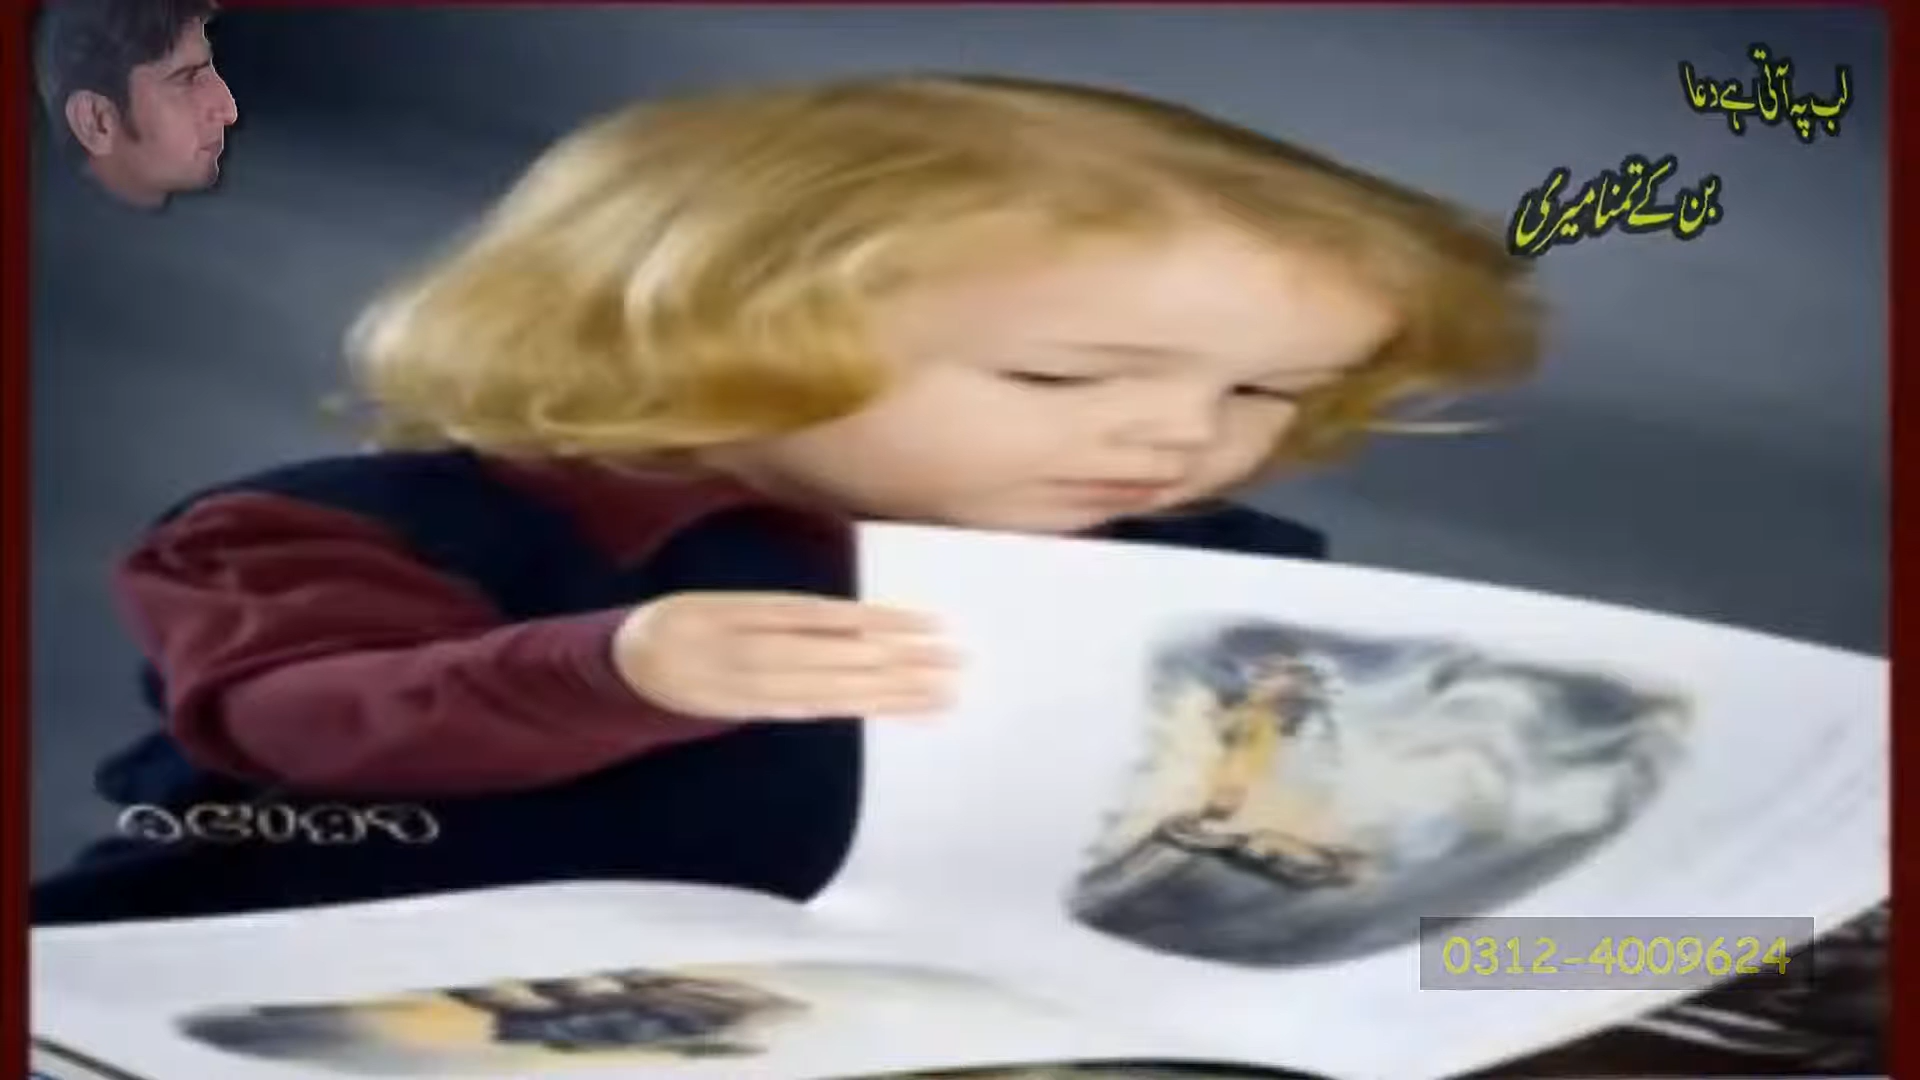 لب پہ آتی ہے دعا
بن کے تمنا میری
0312-4009624